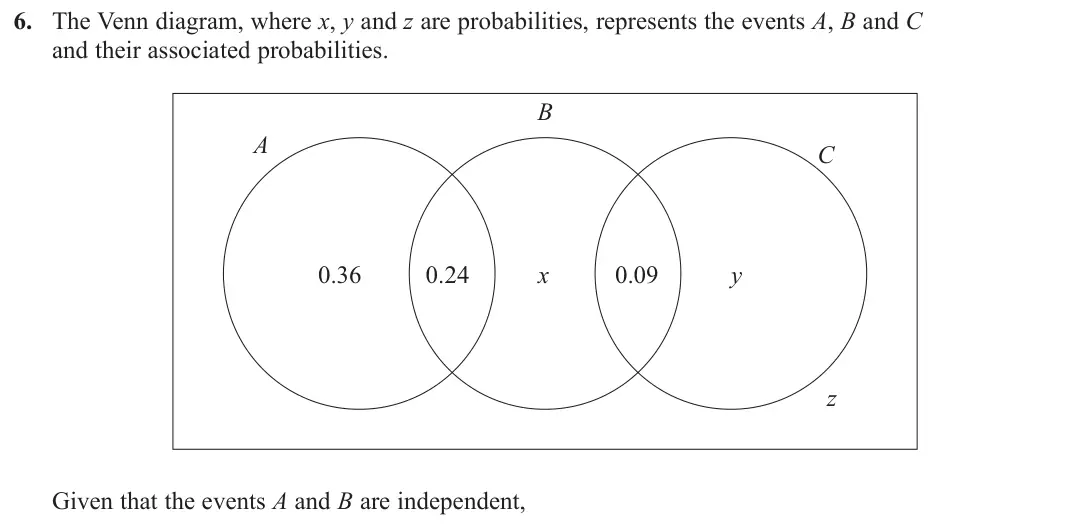 6. The Venn diagram, where x, y and z are probabilities, represents the events A, B and C
and their associated probabilities.
B
A
C
0.36 0.24 x 0.09 y
z
Given that the events A and B are independent,